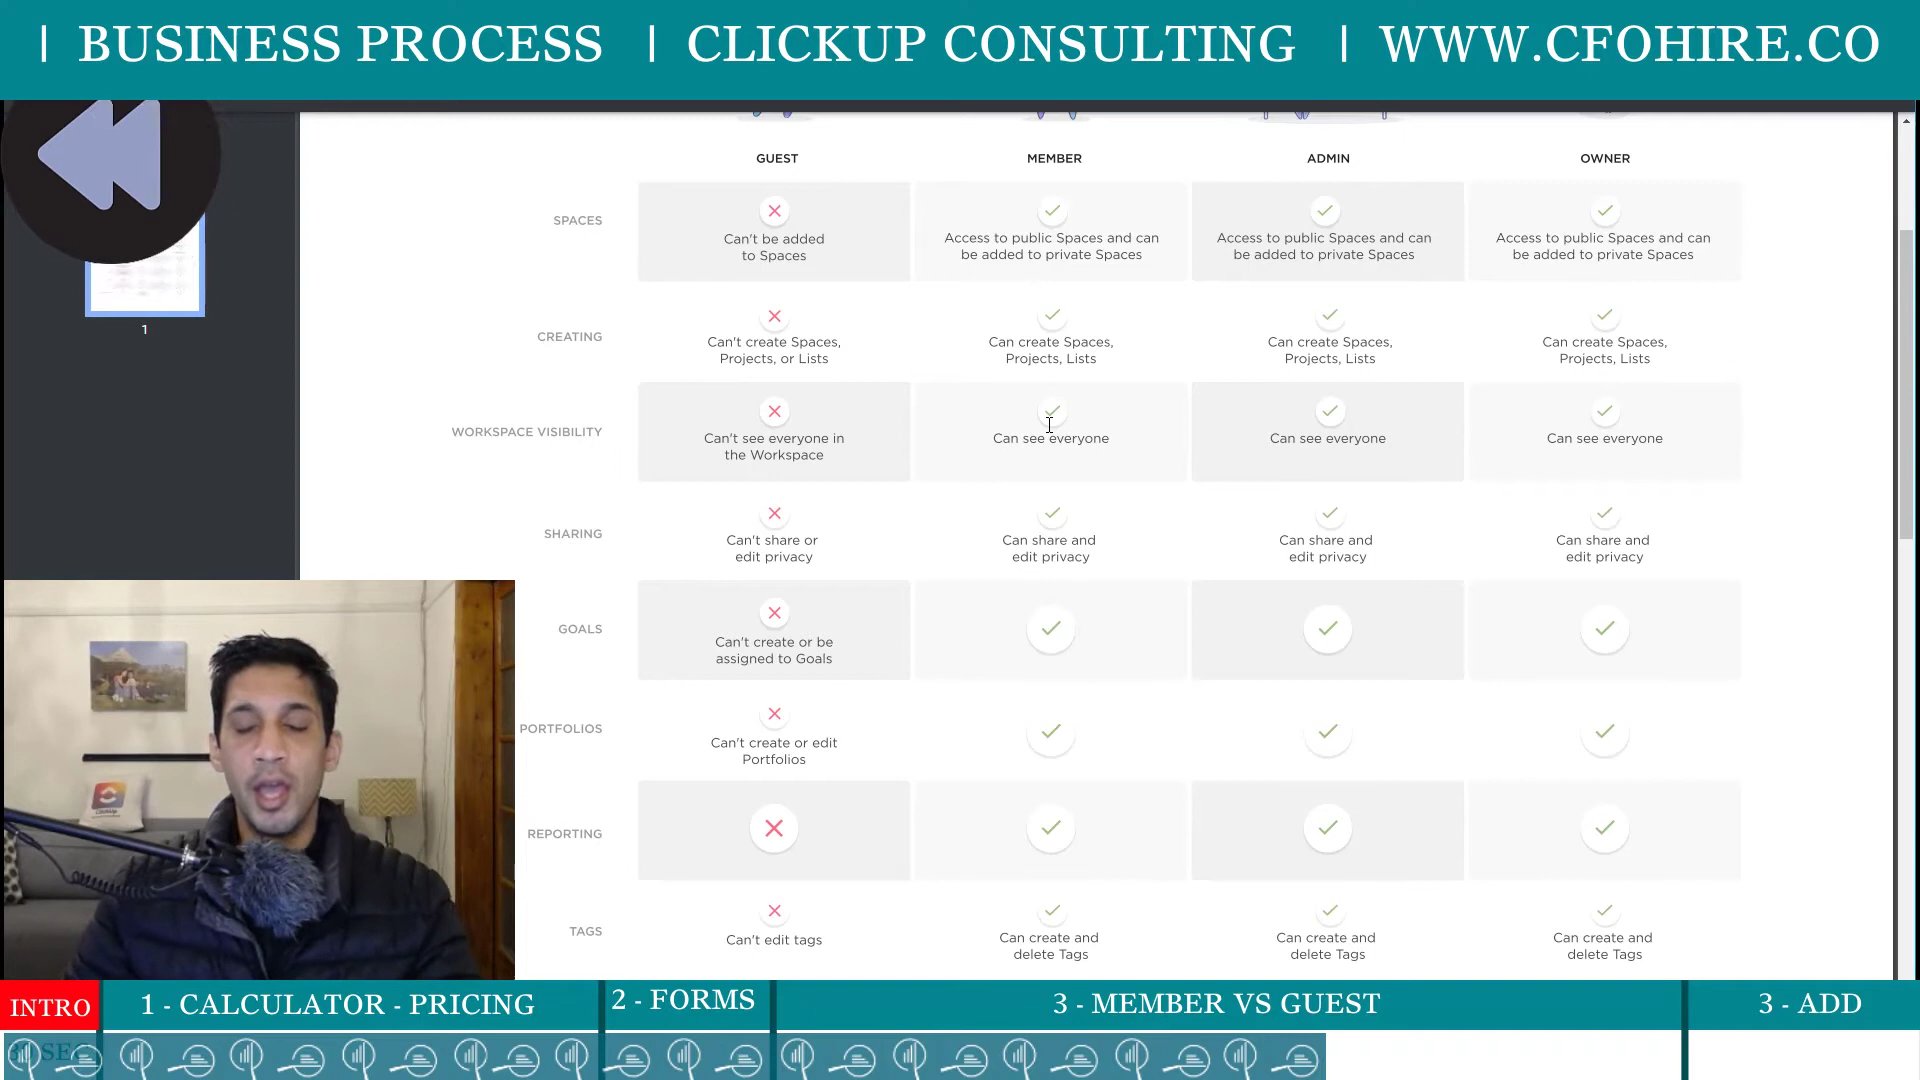 | BUSINESS PROCESS | CLICKUP CONSULTING | WWW.CFOHIRE.CO
GUEST MEMBER ADMIN OWNER
SPACES
Can't be added
to Spaces
Access to public Spaces and can
be added to private Spaces
Access to public Spaces and can
be added to private Spaces
Access to public Spaces and can
be added to private Spaces
CREATING
Can't create Spaces,
Projects, or Lists
Can create Spaces,
Projects, Lists
Can create Spaces,
Projects, Lists
Can create Spaces,
Projects, Lists
WORKSPACE VISIBILITY
Can't see everyone in
the Workspace
Can see everyone
Can see everyone
Can see everyone
SHARING
Can't share or
edit privacy
Can share and
edit privacy
Can share and
edit privacy
Can share and
edit privacy
GOALS
Can't create or be
assigned to Goals
PORTFOLIOS
Can't create or edit
Portfolios
REPORTING
TAGS
Can't edit tags
Can create and
delete Tags
Can create and
delete Tags
Can create and
delete Tags
1
ClickUp
INTRO
1 - CALCULATOR - PRICING
2 - FORMS
3 - MEMBER VS GUEST
3 - ADD
30 SEC